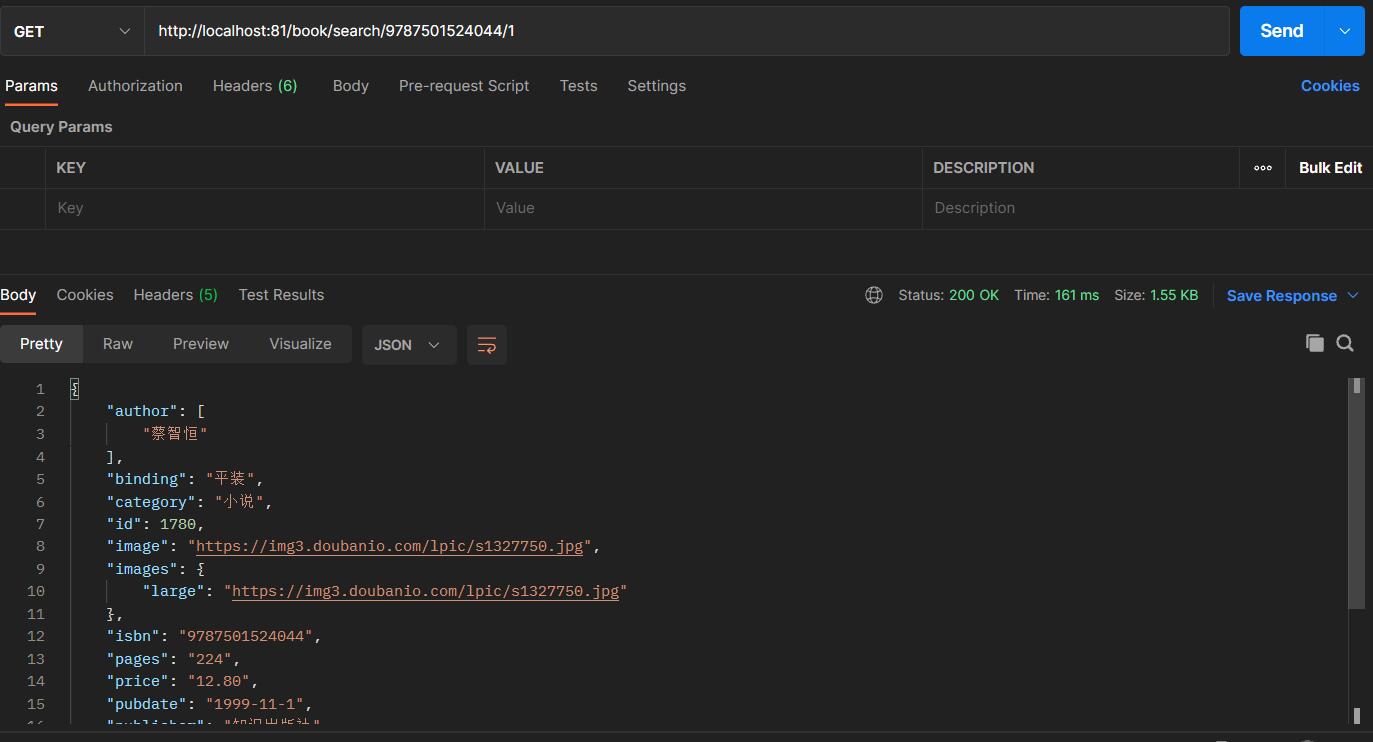 GET http://localhost:81/book/search/9787501524044/1 Send
Params Authorization Headers (6) Body Pre-request Script Tests Settings Cookies
Query Params
KEY VALUE DESCRIPTION ooo Bulk Edit
Key Value Description
Body Cookies Headers (5) Test Results Status: 200 OK Time: 161 ms Size: 1.55 KB Save Response
Pretty Raw Preview Visualize JSON
1 {
2 "author": [
3 "蔡智恒"
4 ],
5 "binding": "平装",
6 "category": "小说",
7 "id": 1780,
8 "image": "https://img3.doubanio.com/lpic/s1327750.jpg",
9 "images": {
10 "large": "https://img3.doubanio.com/lpic/s1327750.jpg"
11 },
12 "isbn": "9787501524044",
13 "pages": "224",
14 "price": "12.80",
15 "pubdate": "1999-11-1",